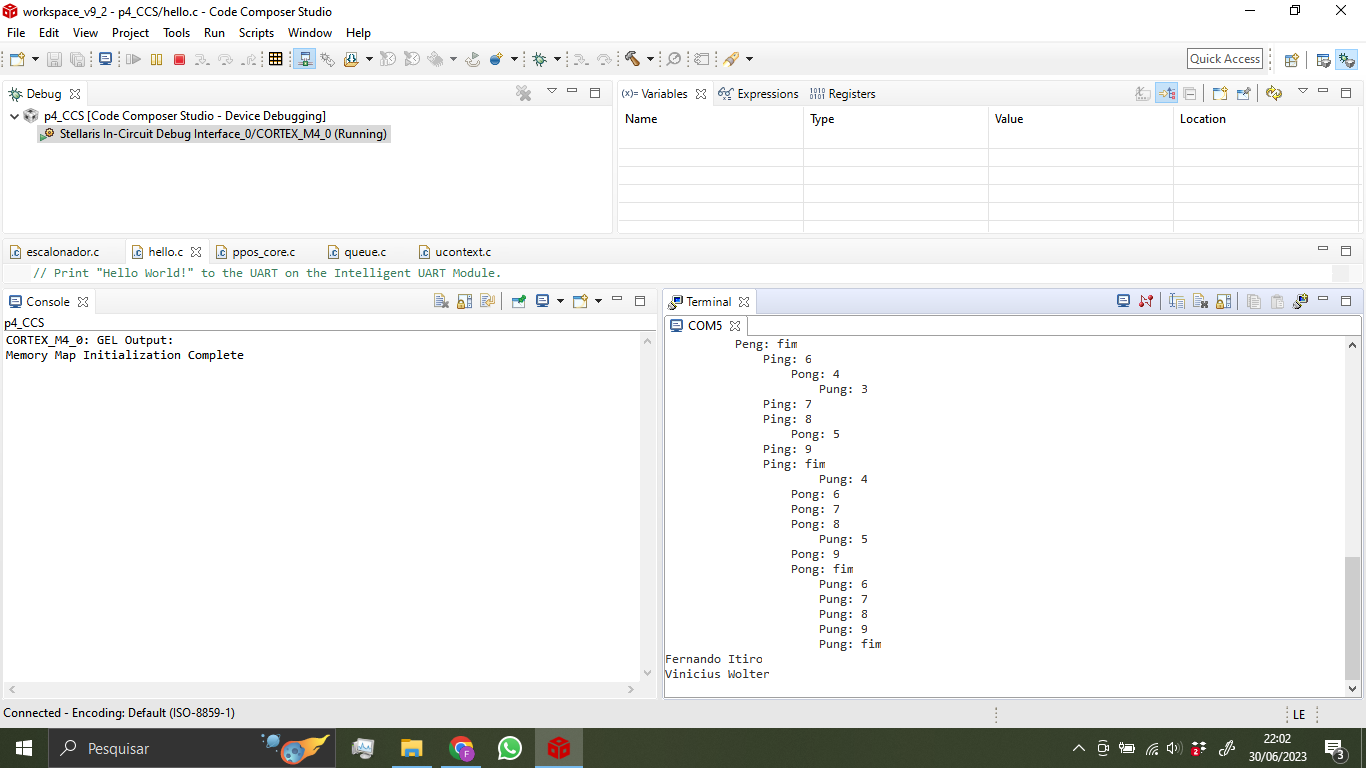 workspace_v9_2 - p4_CCS/hello.c - Code Composer Studio
File Edit View Project Tools Run Scripts Window Help
Quick Access
Debug
p4_CCS [Code Composer Studio - Device Debugging]
Stellaris In-Circuit Debug Interface_0/CORTEX_M4_0 (Running)
(x)= Variables Expressions 1010 0101 Registers
Name Type Value Location
escalonador.c hello.c ppos_core.c queue.c ucontext.c
// Print "Hello World!" to the UART on the Intelligent UART Module.
Console
p4_CCS
CORTEX_M4_0: GEL Output:
Memory Map Initialization Complete
Terminal
COM5
Peng: fim
Ping: 6
Pong: 4
Pung: 3
Ping: 7
Ping: 8
Pong: 5
Ping: 9
Ping: fim
Pung: 4
Pong: 6
Pong: 7
Pong: 8
Pung: 5
Pong: 9
Pong: fim
Pung: 6
Pung: 7
Pung: 8
Pung: 9
Pung: fim
Fernando Itiro
Vinicius Wolter
Connected - Encoding: Default (ISO-8859-1)
LE
Pesquisar
F
2
22:02
30/06/2023
3